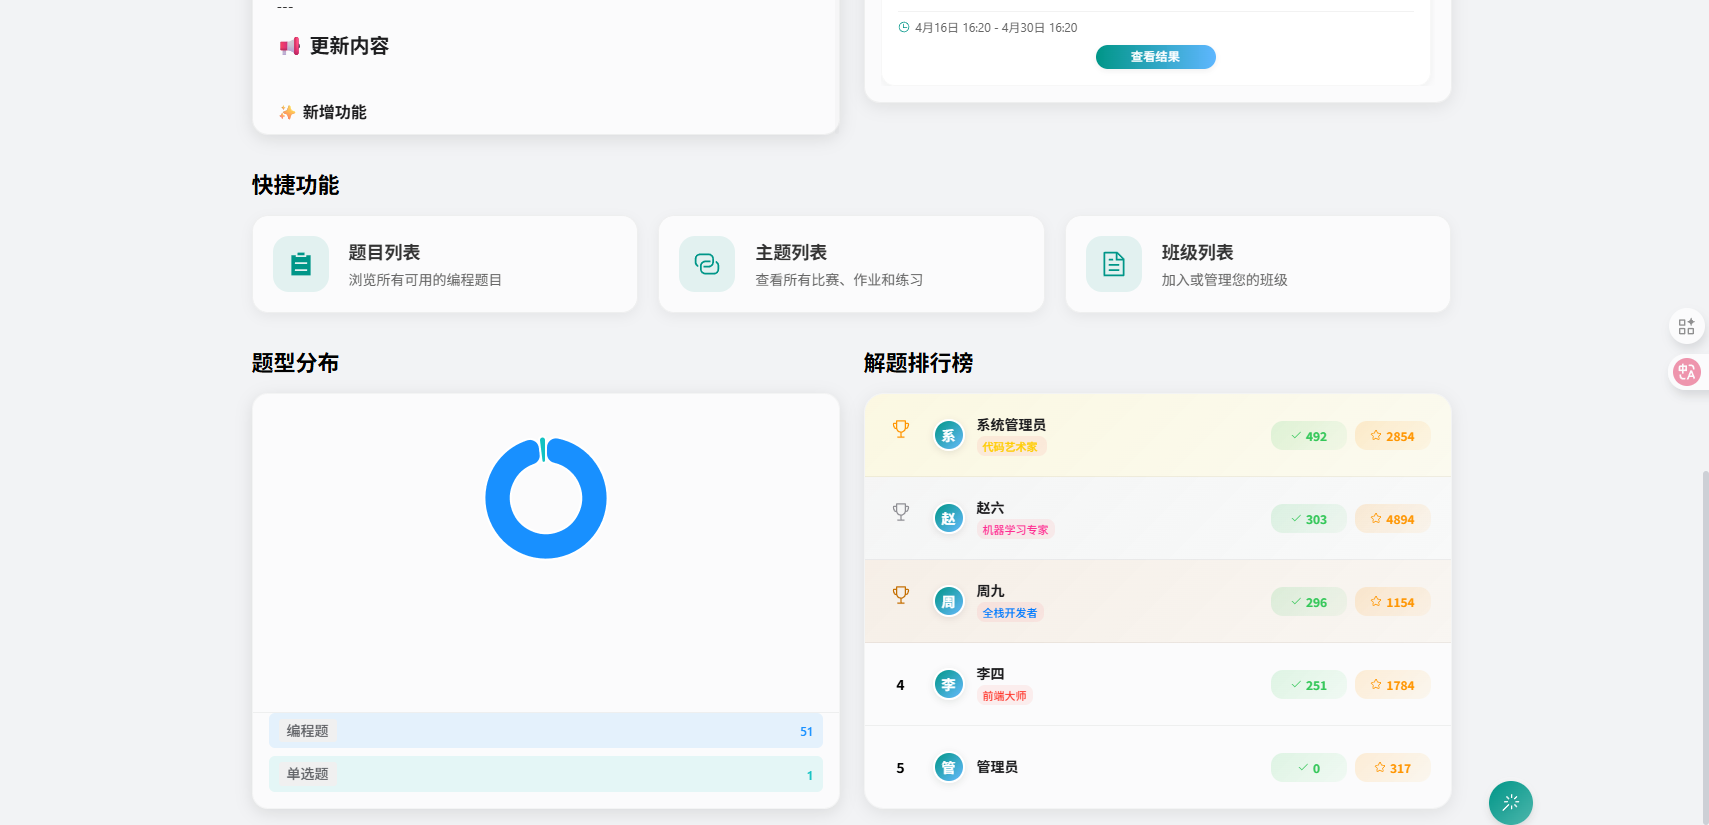 ---
更新内容
新增功能
4月16日 16:20 - 4月30日 16:20
查看结果
快捷功能
题目列表
浏览所有可用的编程题目
主题列表
查看所有比赛、作业和练习
班级列表
加入或管理您的班级
题型分布
编程题 51
单选题 1
解题排行榜
系 系统管理员 492 2854
代码艺术家
赵 赵六 303 4894
机器学习专家
周 周九 296 1154
全栈开发者
4 李 李四 251 1784
前端大师
5 管 管理员 0 317
中 A